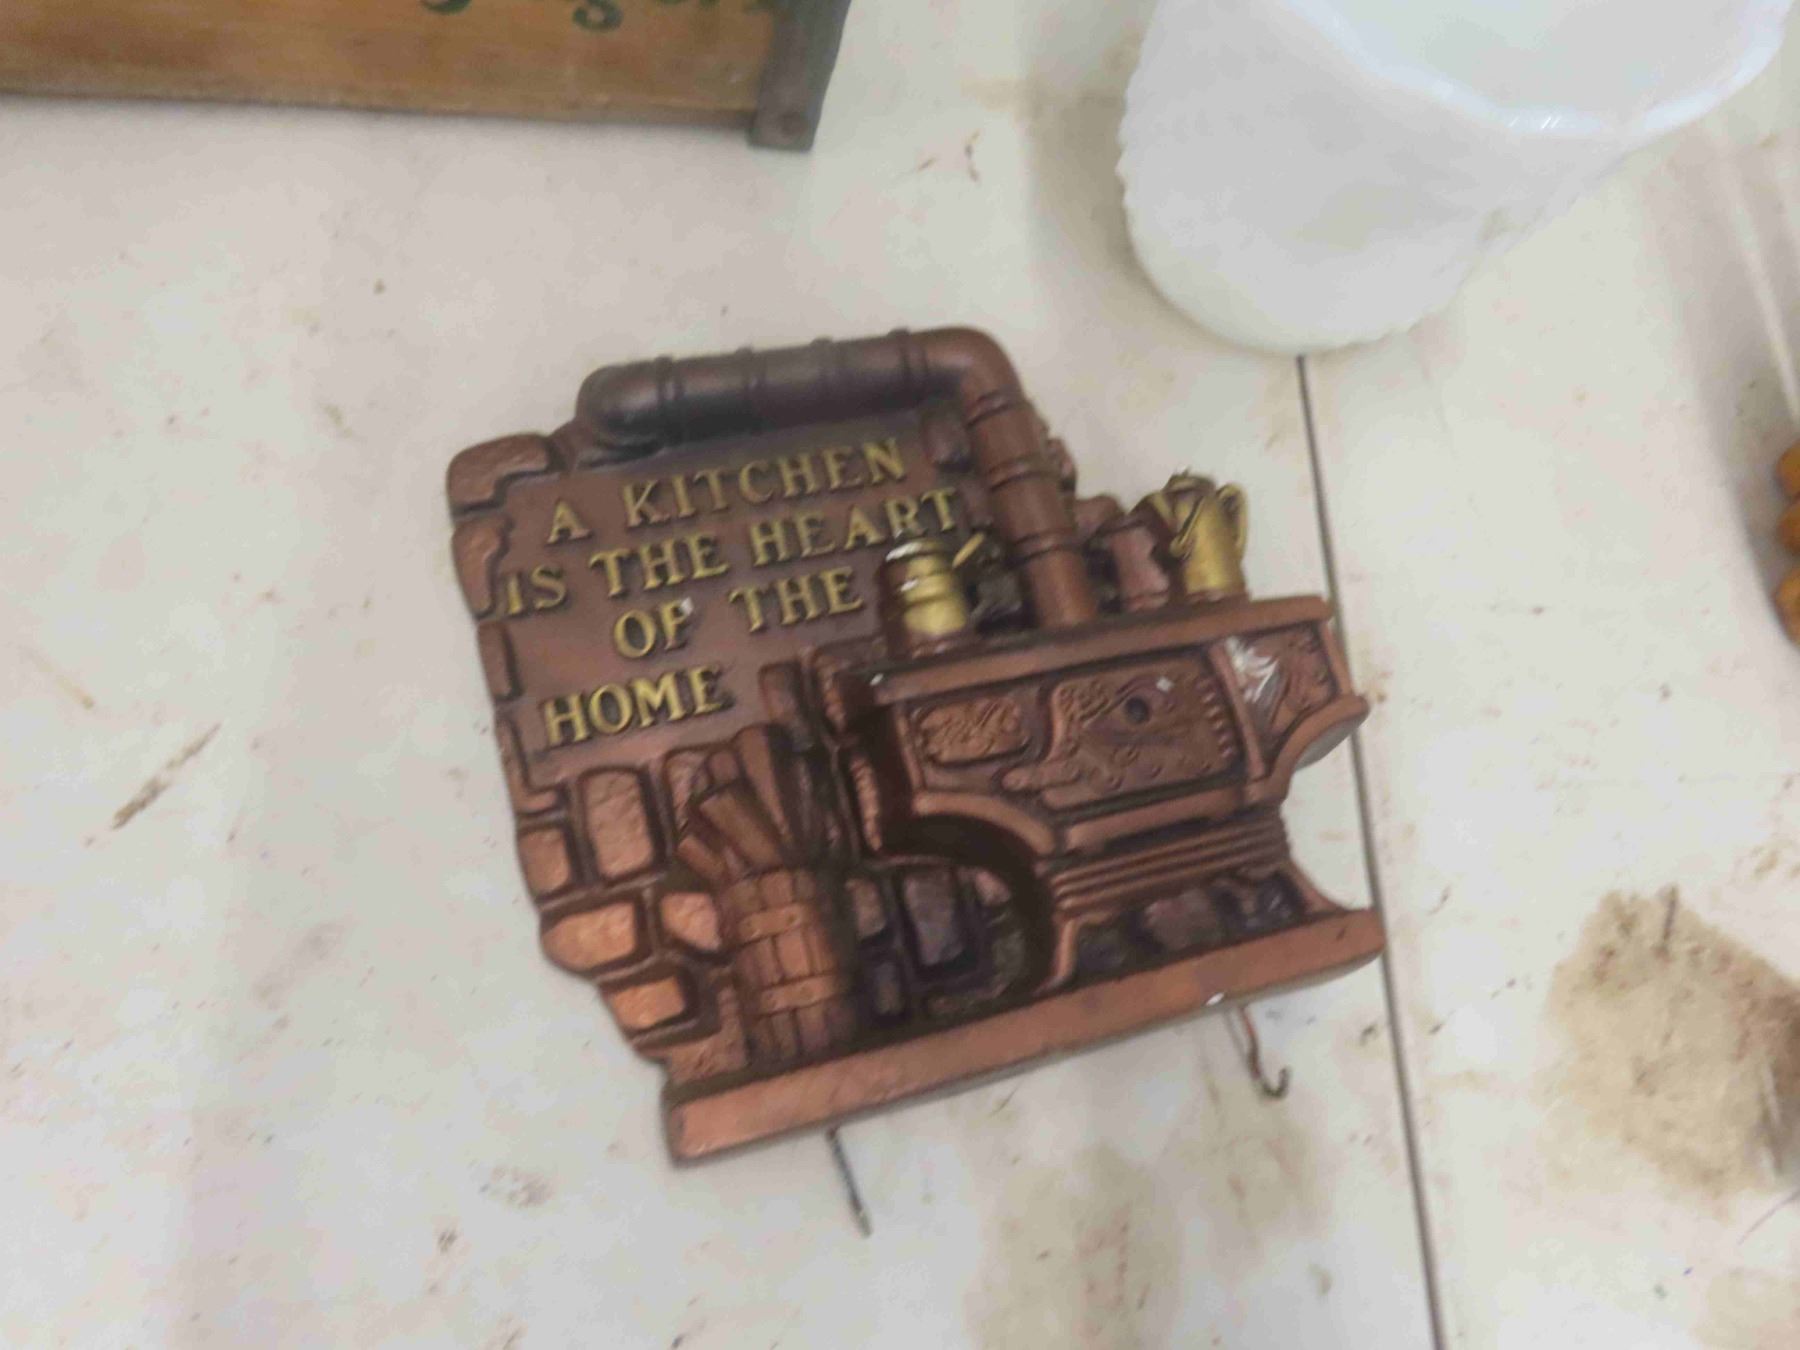 A KITCHEN
IS THE HEART
OF THE
HOME